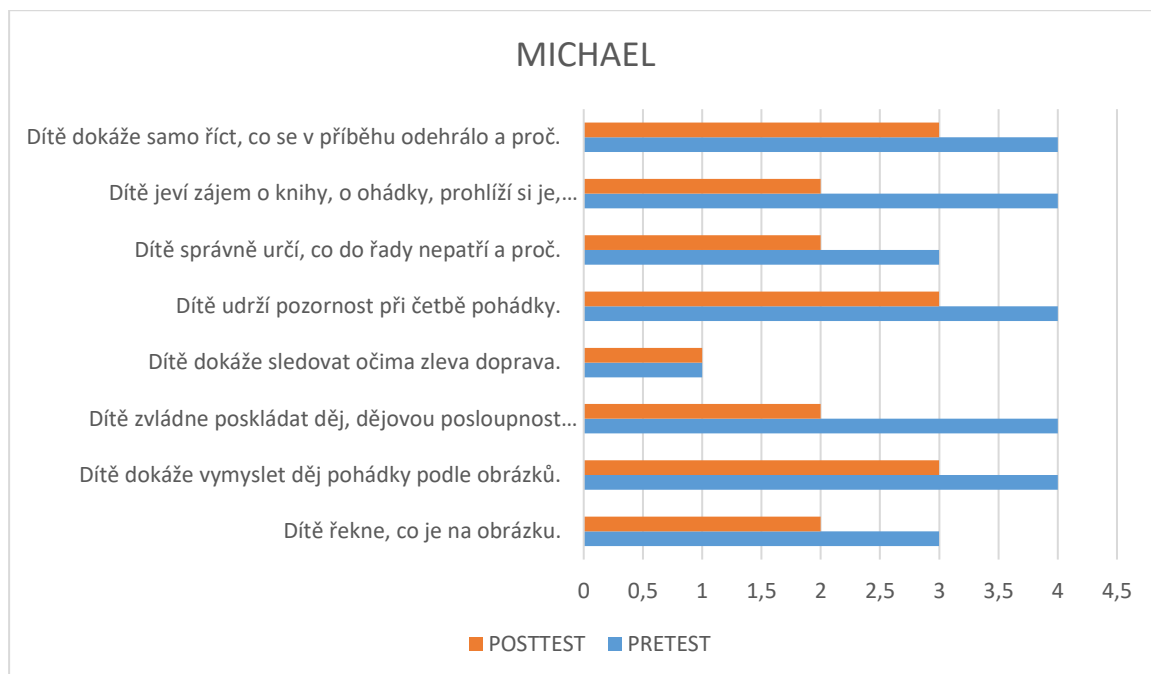 MICHAEL
Dítě dokáže samo říct, co se v příběhu odehrálo a proč.
Dítě jeví zájem o knihy, o ohádky, prohlíží si je,...
Dítě správně určí, co do řady nepatří a proč.
Dítě udrží pozornost při četbě pohádky.
Dítě dokáže sledovat očima zleva doprava.
Dítě zvládne poskládat děj, dějovou posloupnost...
Dítě dokáže vymyslet děj pohádky podle obrázků.
Dítě řekne, co je na obrázku.
0 0,5 1 1,5 2 2,5 3 3,5 4 4,5
POSTTEST PRETEST